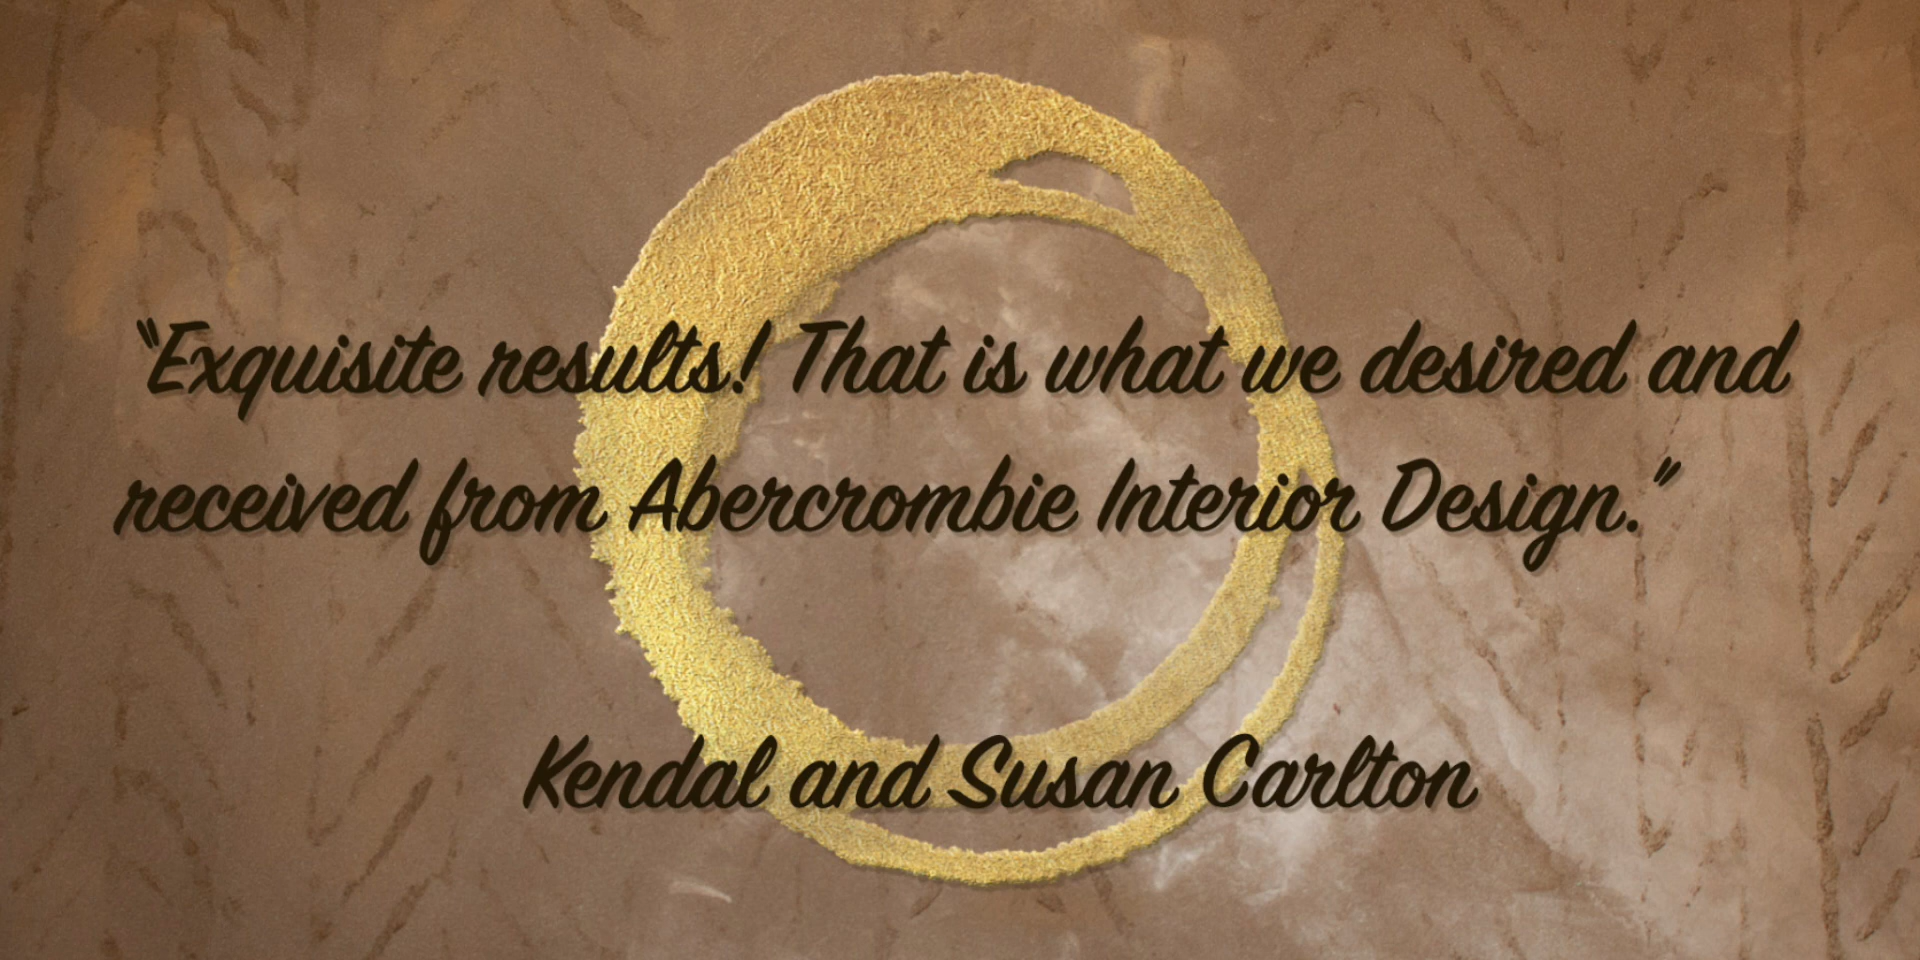 “Exquisite results! That is what we desired and
received from Abercrombie Interior Design.”
Kendal and Susan Carlton